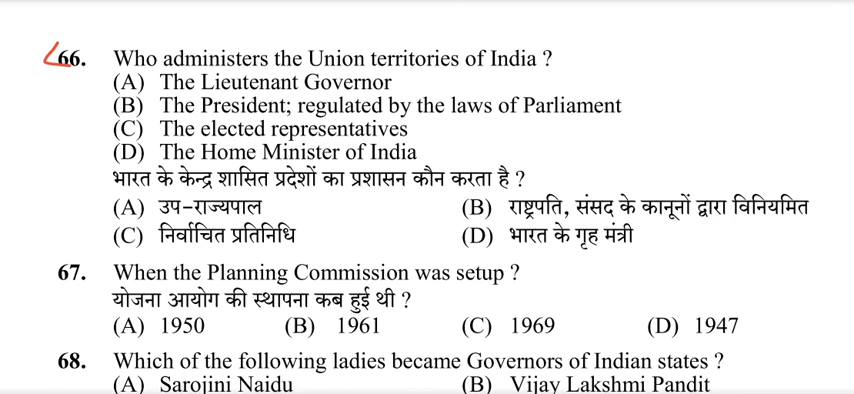 66. Who administers the Union territories of India ?
(A) The Lieutenant Governor
(B) The President; regulated by the laws of Parliament
(C) The elected representatives
(D) The Home Minister of India
भारत के केन्द्र शासित प्रदेशों का प्रशासन कौन करता है ?
(A) उप-राज्यपाल (B) राष्ट्रपति, संसद के कानूनों द्वारा विनियमित
(C) निर्वाचित प्रतिनिधि (D) भारत के गृह मंत्री
67. When the Planning Commission was setup ?
योजना आयोग की स्थापना कब हुई थी ?
(A) 1950 (B) 1961 (C) 1969 (D) 1947
68. Which of the following ladies became Governors of Indian states ?
(A) Sarojini Naidu (B) Vijay Lakshmi Pandit